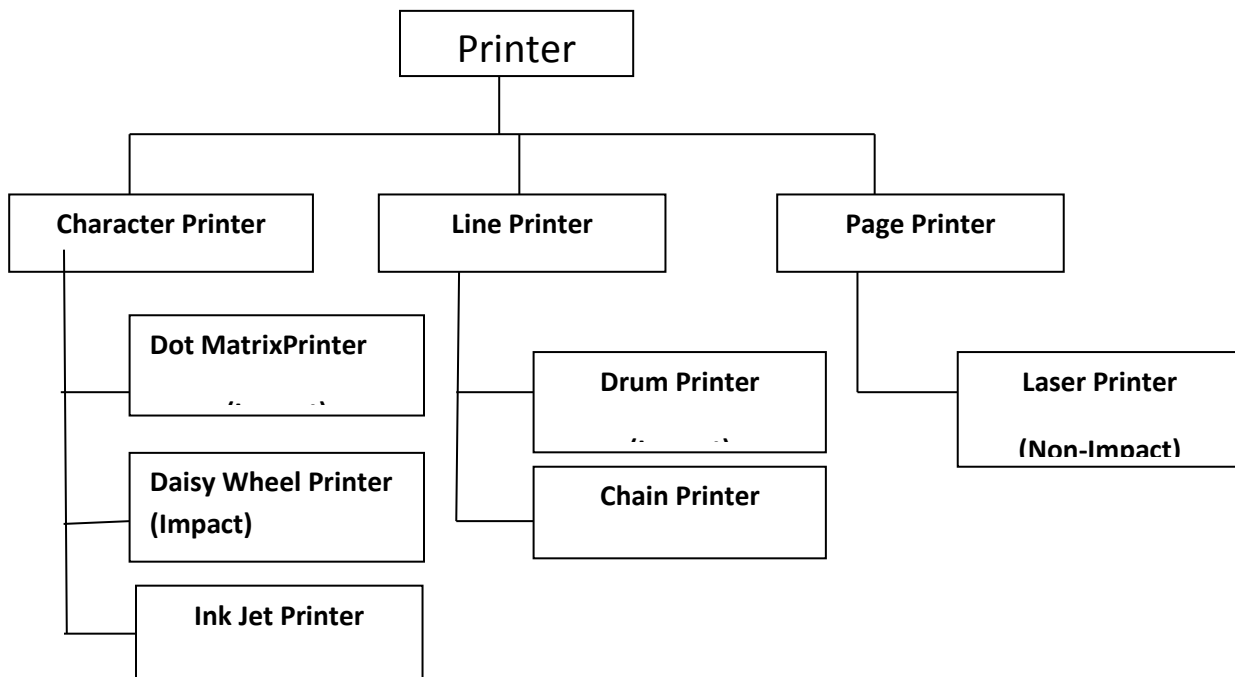 Printer
Character Printer
Line Printer
Page Printer
Dot MatrixPrinter
Daisy Wheel Printer
(Impact)
Ink Jet Printer
Drum Printer
Chain Printer
Laser Printer
(Non-Impact)